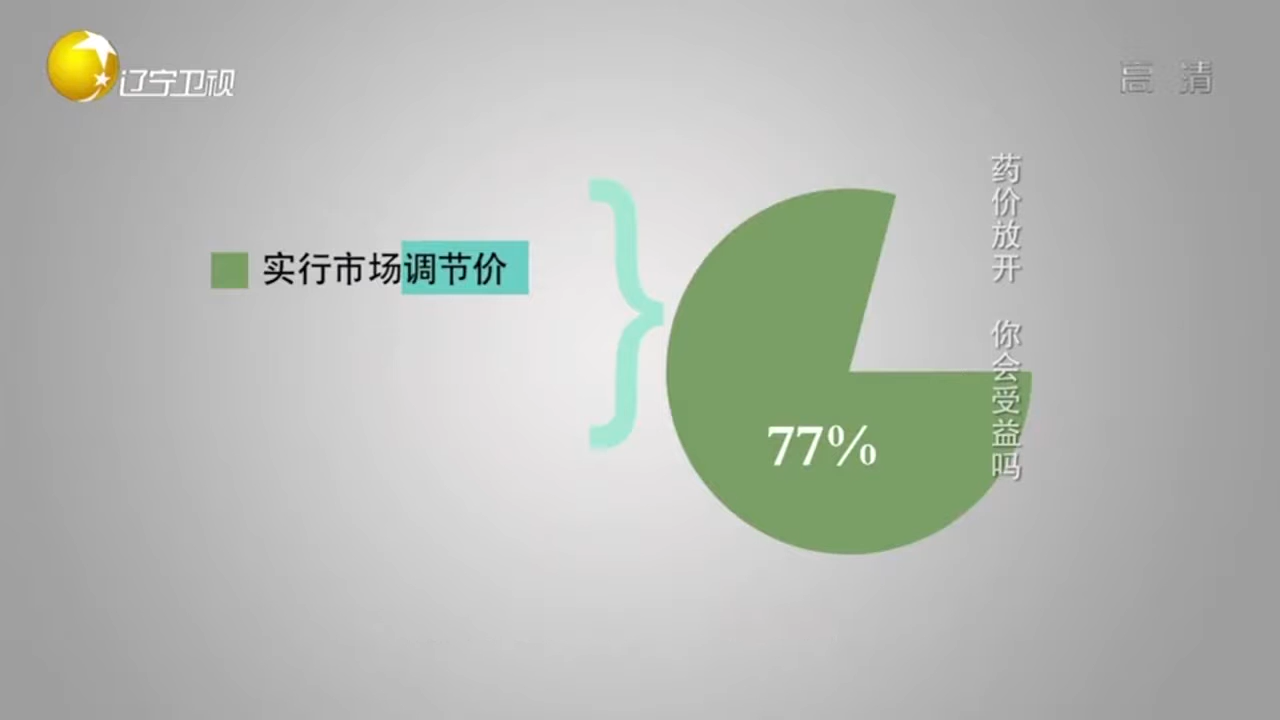 辽宁卫视
高清
药价放开 你会受益吗
实行市场调节价
77%